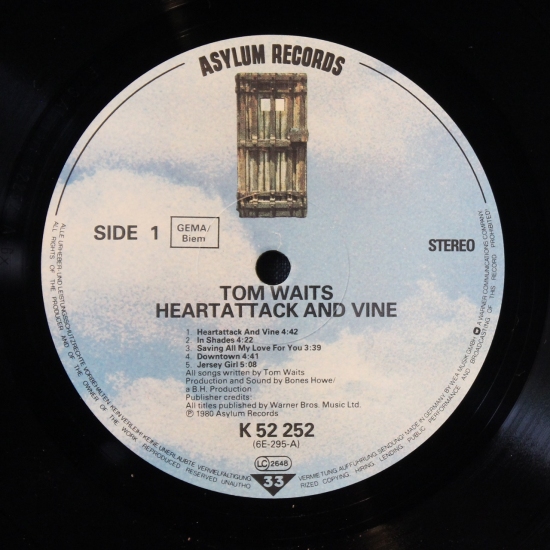 ASYLUM RECORDS
SIDE 1
GEMA/
Biem
STEREO
TOM WAITS
HEARTATTACK AND VINE
1 Heartattack And Vine 4:42
2 In Shades 4:22
3 Saving All My Love For You 3:39
4 Downtown 4:41
5 Jersey Girl 5:08
All songs written by Tom Waits
Production and Sound by Bones Howe/
a B.H. Production
Publisher credits:
All titles published by Warner Bros. Music Ltd.
℗ 1980 Asylum Records
K 52 252
(6E-295-A)
LC 2648
33
ALLE URHEBER- UND LEISTUNGSSCHUTZRECHTE VORBEHALTEN. KEIN VERLEIH! KEINE UNERLAUBTE VERVIELFÄLTIGUNG,
VERMIETUNG, AUFFÜHRUNG, SENDUNG! MADE IN GERMANY BY WEA MUSIK GMBH
A WARNER COMMUNICATIONS COMPANY
ALL RIGHTS OF THE PRODUCER AND OF THE OWNER OF THE WORK REPRODUCED RESERVED. UNAUTHO-
RIZED COPYING, HIRING, LENDING, PUBLIC PERFORMANCE AND BROADCASTING OF THIS RECORD PROHIBITED!